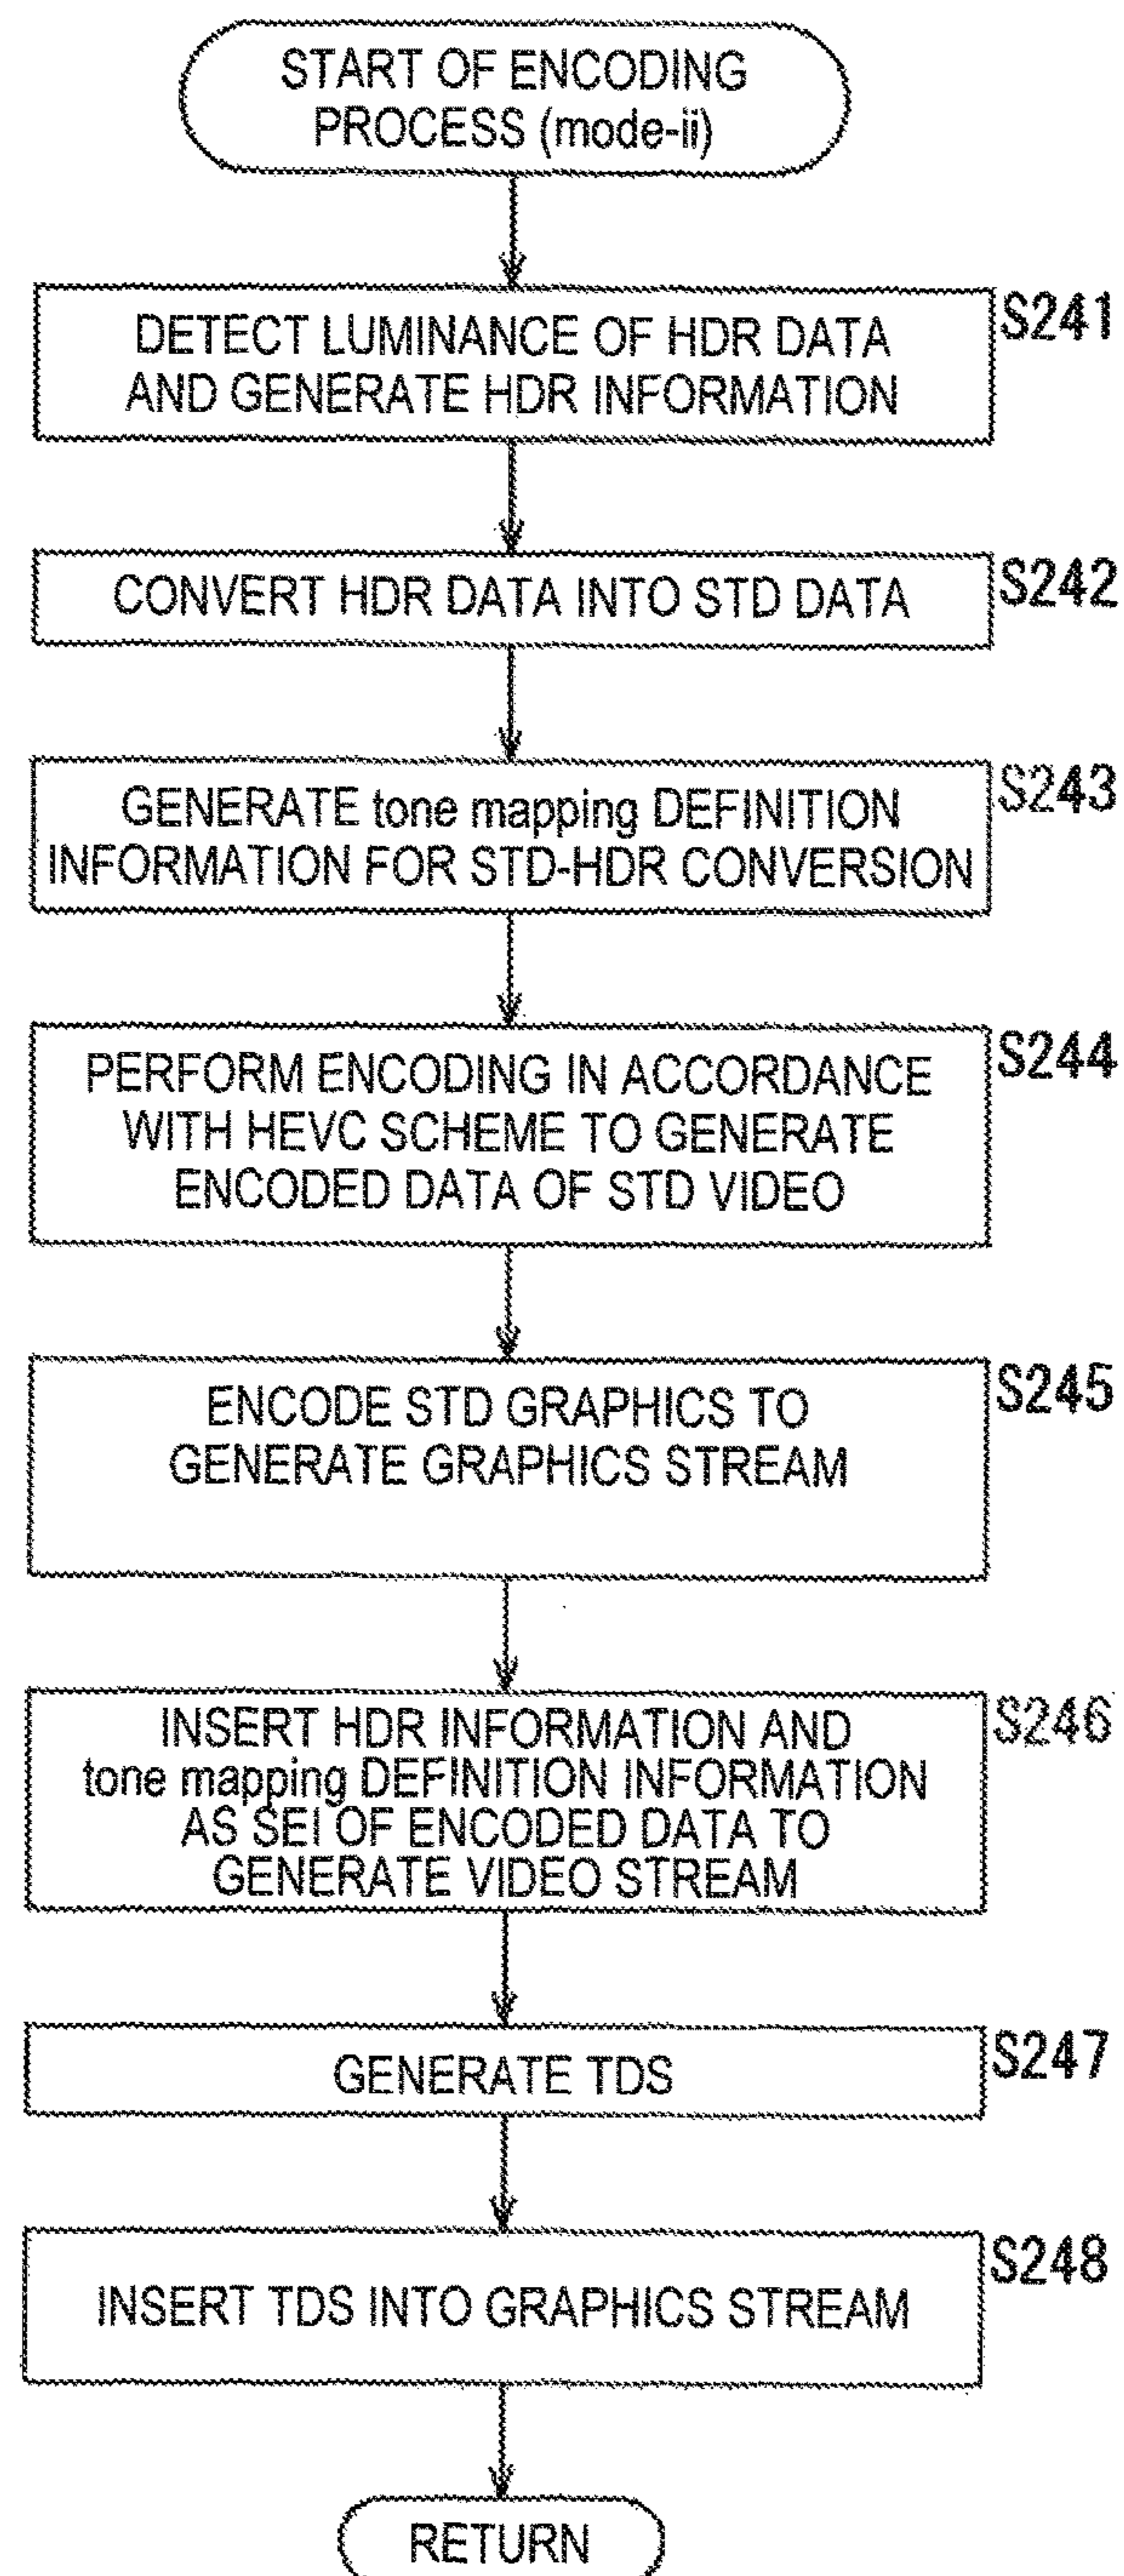 START OF ENCODING
PROCESS (mode-ii)
S241
DETECT LUMINANCE OF HDR DATA
AND GENERATE HDR INFORMATION
S242
CONVERT HDR DATA INTO STD DATA
S243
GENERATE tone mapping DEFINITION
INFORMATION FOR STD-HDR CONVERSION
S244
PERFORM ENCODING IN ACCORDANCE
WITH HEVC SCHEME TO GENERATE
ENCODED DATA OF STD VIDEO
S245
ENCODE STD GRAPHICS TO
GENERATE GRAPHICS STREAM
S246
INSERT HDR INFORMATION AND
tone mapping DEFINITION INFORMATION
AS SEI OF ENCODED DATA TO
GENERATE VIDEO STREAM
S247
GENERATE TDS
S248
INSERT TDS INTO GRAPHICS STREAM
RETURN